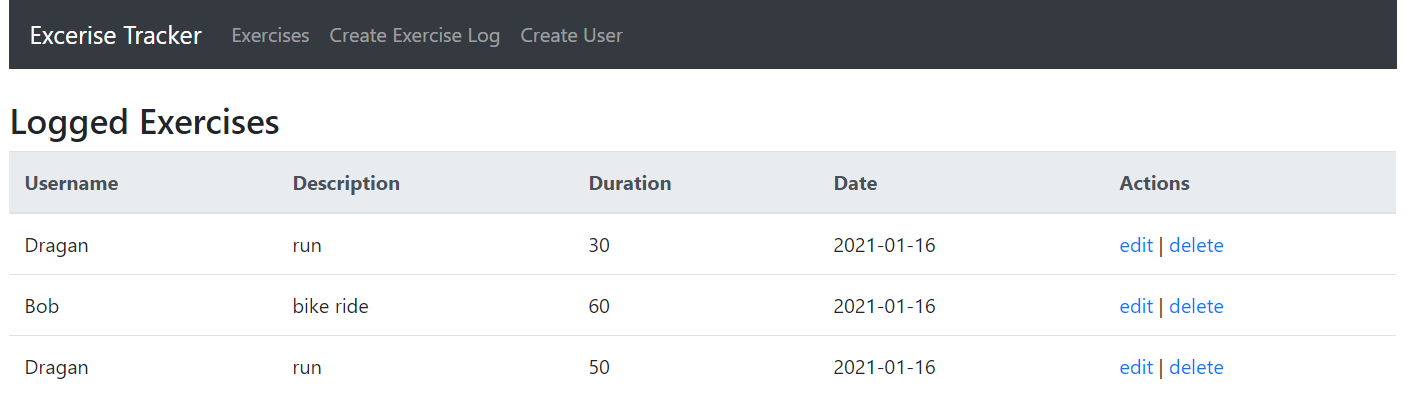 Excerise Tracker Exercises Create Exercise Log Create User
Logged Exercises
Username Description Duration Date Actions
Dragan run 30 2021-01-16 edit | delete
Bob bike ride 60 2021-01-16 edit | delete
Dragan run 50 2021-01-16 edit | delete